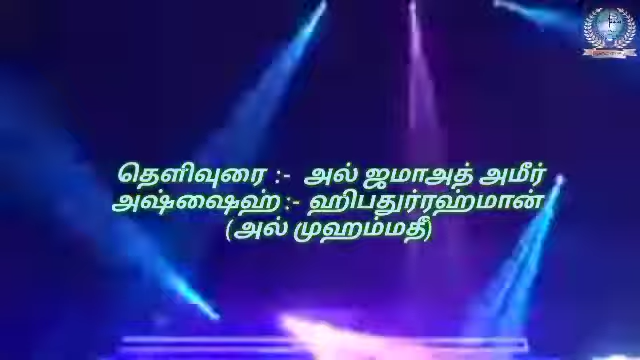 தெளிவுரை :- அல் ஜமாஅத் அமீர்
அஷ்ஷைஹ் :- ஹிபதுர்ரஹ்மான்
(அல் முஹம்மதீ)